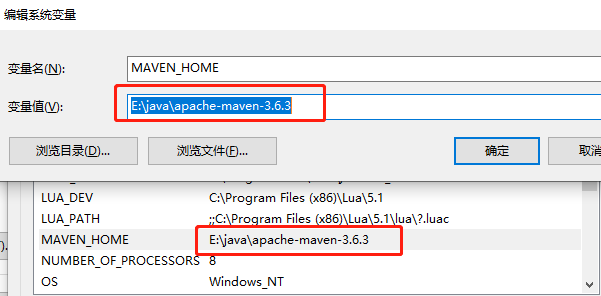 编辑系统变量
变量名(N):
MAVEN_HOME
变量值(V):
E:\java\apache-maven-3.6.3
浏览目录(D)...
浏览文件(F)...
确定
取消
LUA_DEV C:\Program Files (x86)\Lua\5.1
LUA_PATH ;;C:\Program Files (x86)\Lua\5.1\lua\?.luac
MAVEN_HOME E:\java\apache-maven-3.6.3
NUMBER_OF_PROCESSORS 8
OS Windows_NT